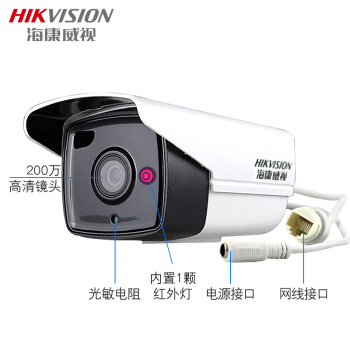 HIKVISION
海康威视
HIKVISION
海康威视
200万
高清镜头
光敏电阻
内置1颗
红外灯
电源接口
网线接口